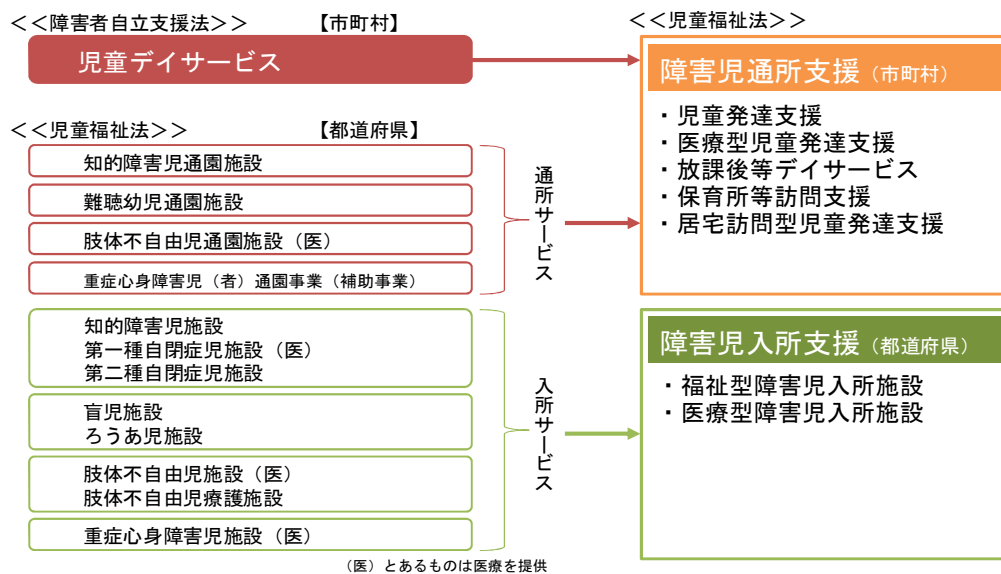 <<障害者自立支援法>> 【市町村】
児童デイサービス
<<児童福祉法>> 【都道府県】
知的障害児通園施設
難聴幼児通園施設
肢体不自由児通園施設(医)
重症心身障害児(者)通園事業(補助事業)
通所サービス
知的障害児施設
第一種自閉症児施設(医)
第二種自閉症児施設
盲児施設
ろうあ児施設
肢体不自由児施設(医)
肢体不自由児療護施設
重症心身障害児施設(医)
入所サービス
(医)とあるものは医療を提供
<<児童福祉法>>
障害児通所支援(市町村)
・児童発達支援
・医療型児童発達支援
・放課後等デイサービス
・保育所等訪問支援
・居宅訪問型児童発達支援
障害児入所支援(都道府県)
・福祉型障害児入所施設
・医療型障害児入所施設